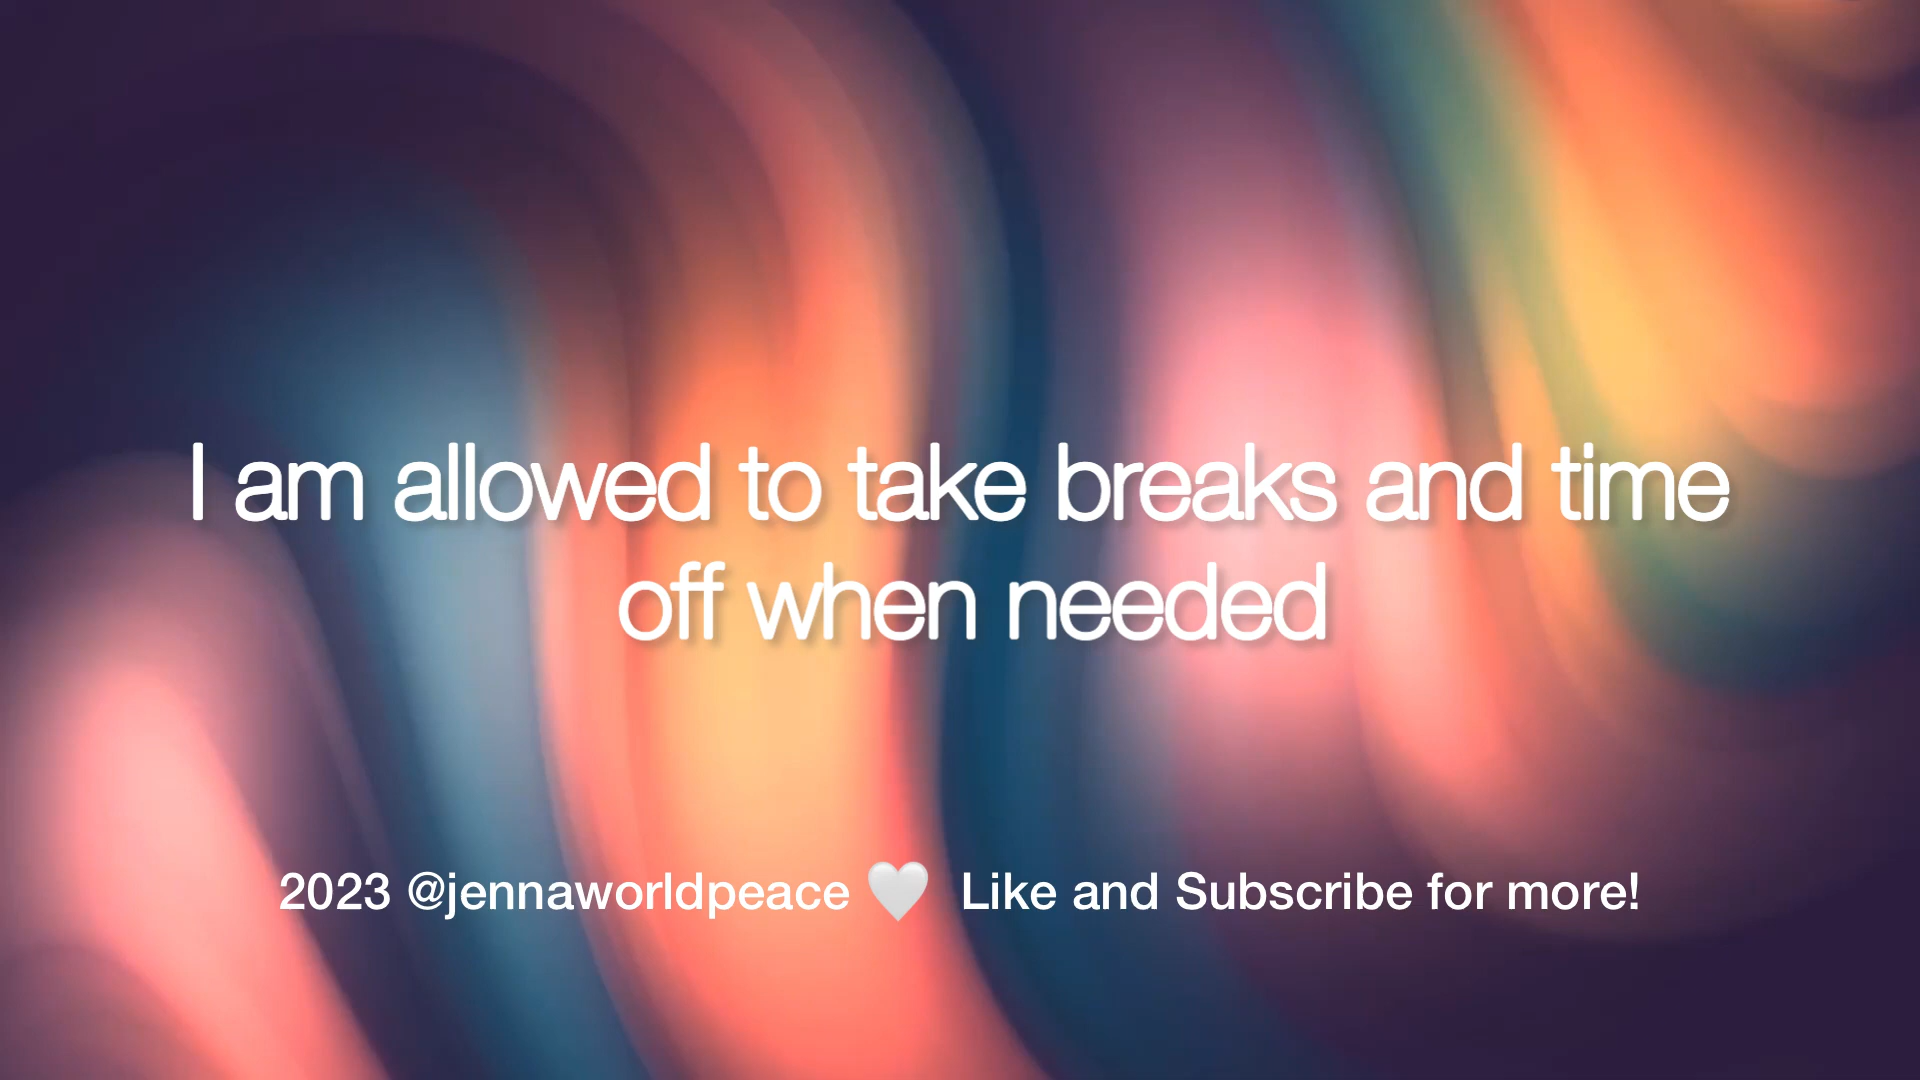 I am allowed to take breaks and time
off when needed
2023 @jennaworldpeace 🤍 Like and Subscribe for more!